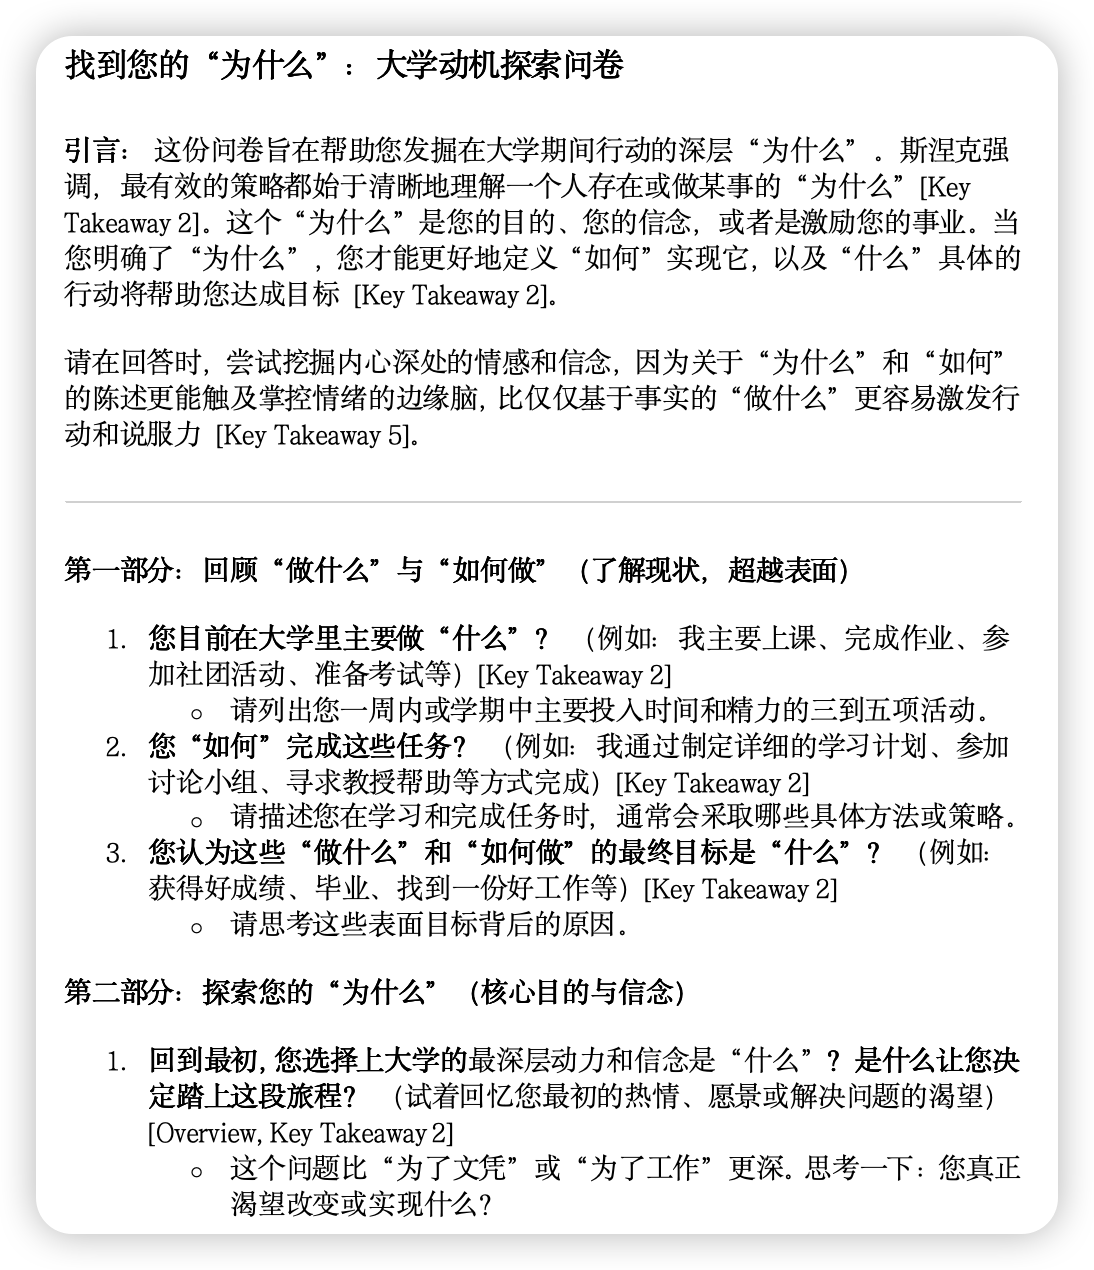 找到您的“为什么”：大学动机探索问卷
引言： 这份问卷旨在帮助您发掘在大学期间行动的深层“为什么”。斯涅克强
调，最有效的策略都始于清晰地理解一个人存在或做某事的“为什么”[Key
Takeaway 2]。这个“为什么”是您的目的、您的信念，或者是激励您的事业。当
您明确了“为什么”,您才能更好地定义“如何”实现它，以及“什么”具体的
行动将帮助您达成目标 [Key Takeaway 2]。
请在回答时，尝试挖掘内心深处的情感和信念，因为关于“为什么”和“如何”
的陈述更能触及掌控情绪的边缘脑，比仅仅基于事实的“做什么”更容易激发行
动和说服力 [Key Takeaway 5]。
第一部分：回顾“做什么”与“如何做”（了解现状，超越表面）
1. 您目前在大学里主要做“什么”？（例如：我主要上课、完成作业、参
加社团活动、准备考试等）[Key Takeaway 2]
○ 请列出您一周内或学期中主要投入时间和精力的三到五项活动。
2. 您“如何”完成这些任务？（例如：我通过制定详细的学习计划、参加
讨论小组、寻求教授帮助等方式完成）[Key Takeaway 2]
○ 请描述您在学习和完成任务时，通常会采取哪些具体方法或策略。
3. 您认为这些“做什么”和“如何做”的最终目标是“什么”？（例如：
获得好成绩、毕业、找到一份好工作等）[Key Takeaway 2]
○ 请思考这些表面目标背后的原因。
第二部分：探索您的“为什么”（核心目的与信念）
1. 回到最初，您选择上大学的最深层动力和信念是“什么”？是什么让您决
定踏上这段旅程？（试着回忆您最初的热情、愿景或解决问题的渴望）
[Overview, Key Takeaway 2]
○ 这个问题比“为了文凭”或“为了工作”更深。思考一下：您真正
渴望改变或实现什么？